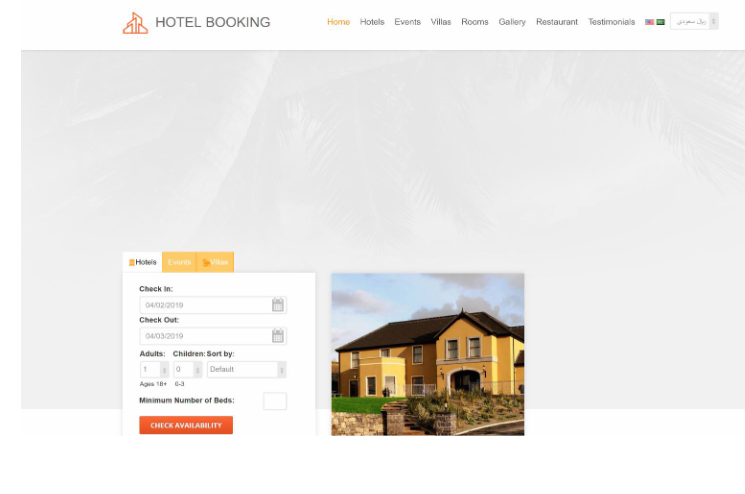 HOTEL BOOKING
Home Hotels Events Villas Rooms Gallery Restaurant Testimonials ريال سعودي
Hotels Events Villas
Check In:
04/02/2019
Check Out:
04/03/2019
Adults: Children: Sort by:
1 0 Default
Ages 18+ 0-3
Minimum Number of Beds:
CHECK AVAILABILITY